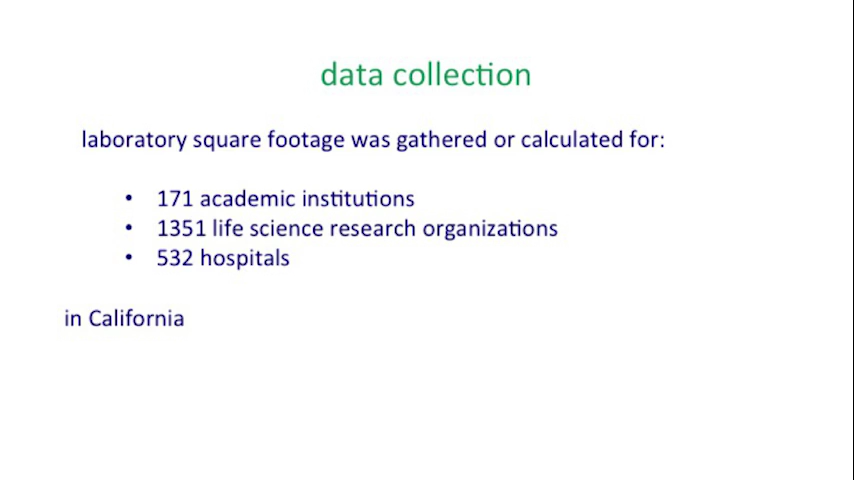 data collection
laboratory square footage was gathered or calculated for:
• 171 academic institutions
• 1351 life science research organizations
• 532 hospitals
in California